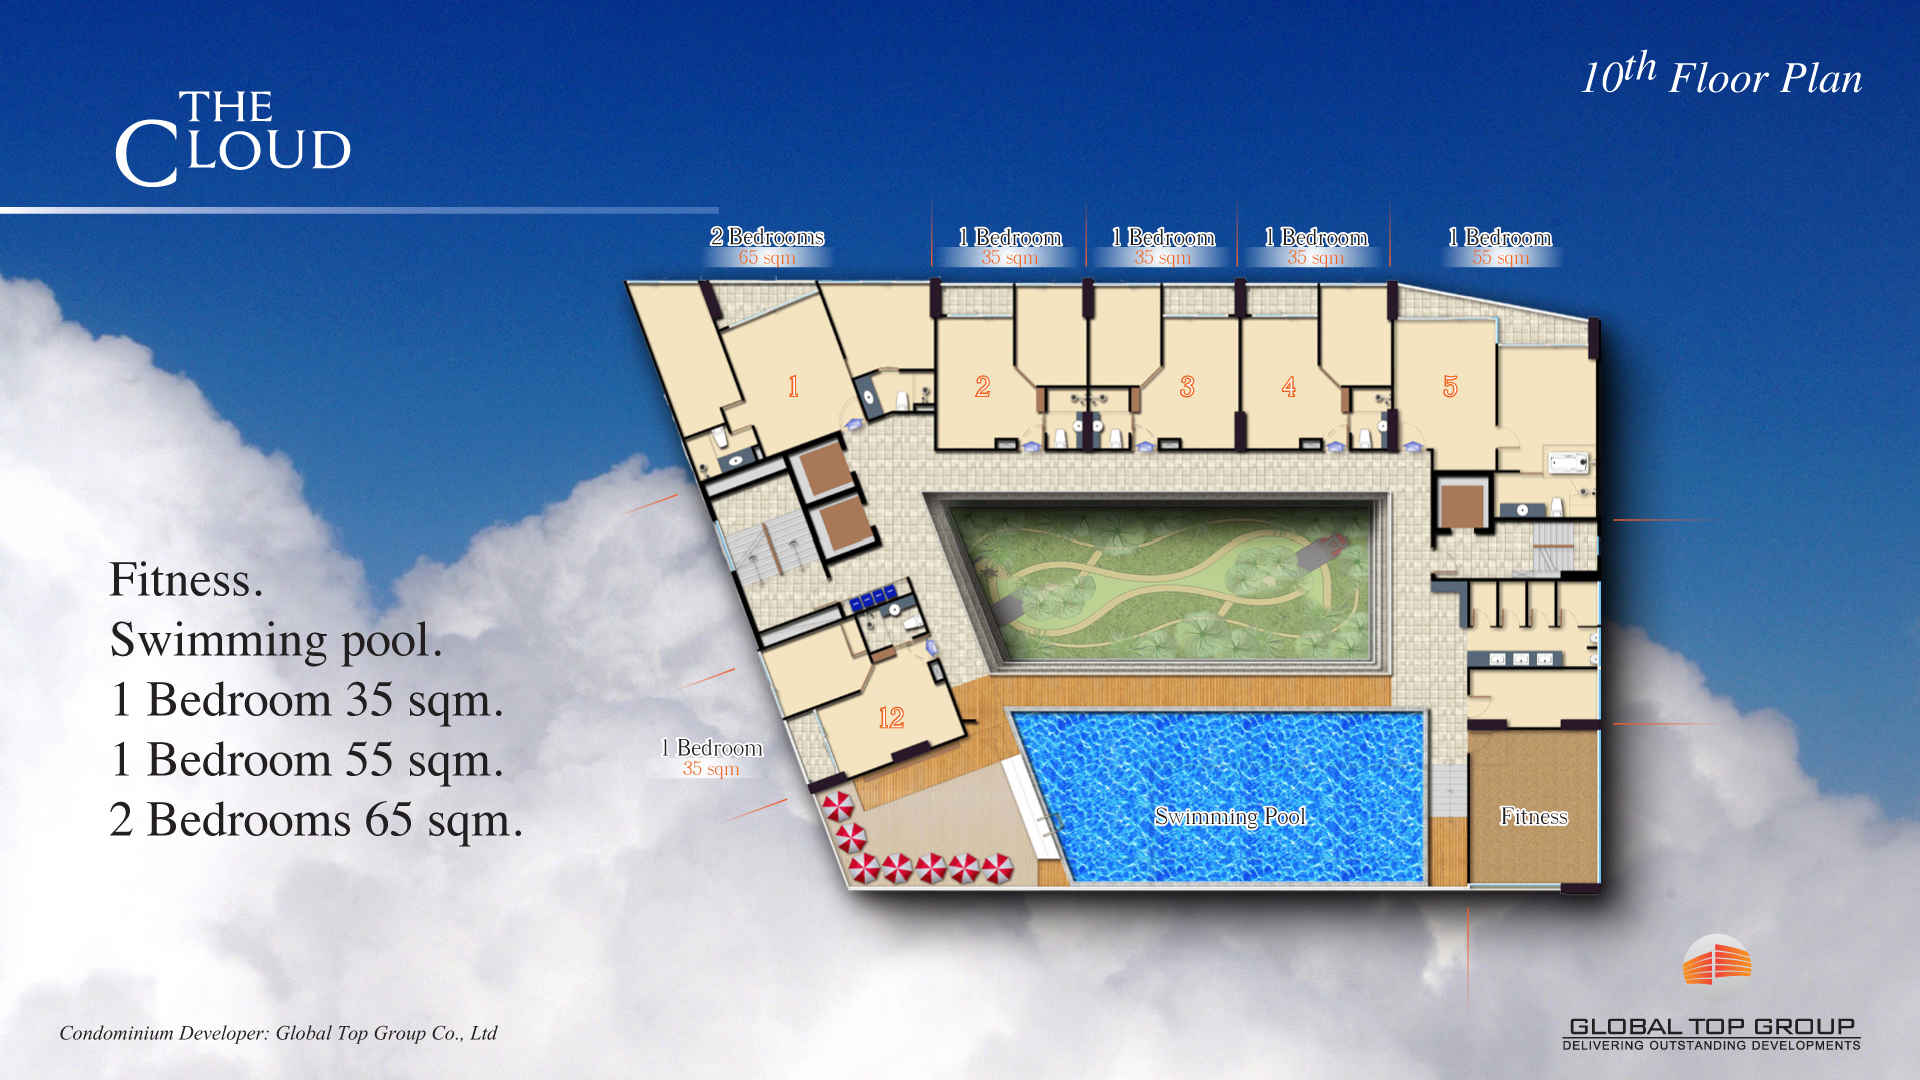 THE
CLOUD
10th Floor Plan
2 Bedrooms
65 sqm
1 Bedroom
35 sqm
1 Bedroom
35 sqm
1 Bedroom
35 sqm
1 Bedroom
55 sqm
1
2
3
4
5
12
1 Bedroom
35 sqm
Swimming Pool
Fitness
Fitness.
Swimming pool.
1 Bedroom 35 sqm.
1 Bedroom 55 sqm.
2 Bedrooms 65 sqm.
Condominium Developer: Global Top Group Co., Ltd
GLOBAL TOP GROUP
DELIVERING OUTSTANDING DEVELOPMENTS